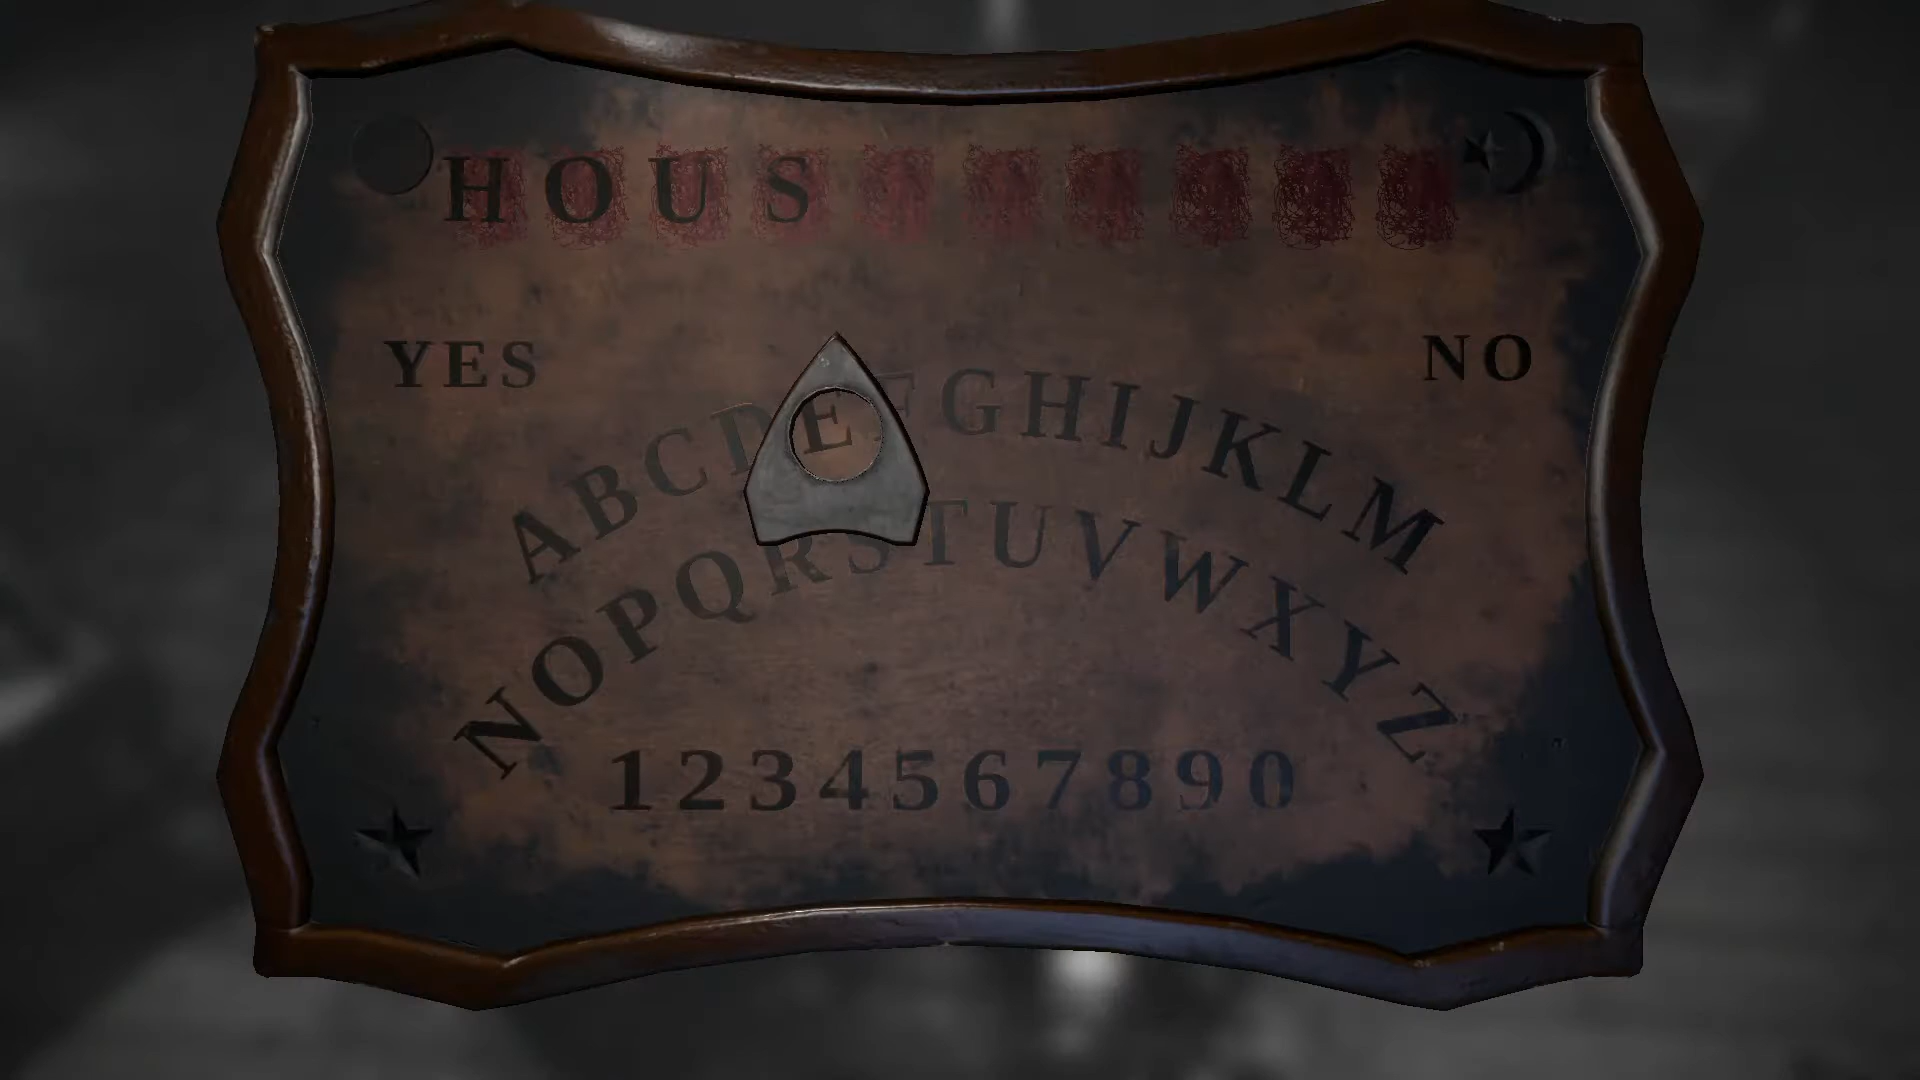 HOUS
YES NO
ABCDEFGHIJKLM
NOPQRSTUVWXYZ
1234567890